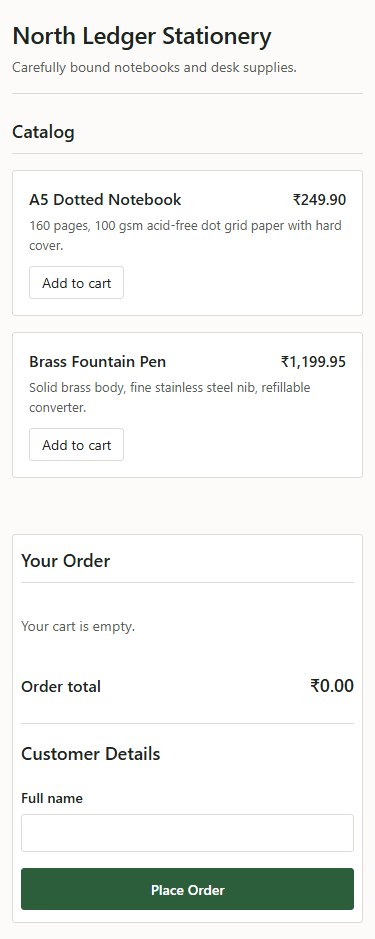 North Ledger Stationery
Carefully bound notebooks and desk supplies.
Catalog
A5 Dotted Notebook ₹249.90
160 pages, 100 gsm acid-free dot grid paper with hard
cover.
Add to cart
Brass Fountain Pen ₹1,199.95
Solid brass body, fine stainless steel nib, refillable
converter.
Add to cart
Your Order
Your cart is empty.
Order total ₹0.00
Customer Details
Full name
Place Order